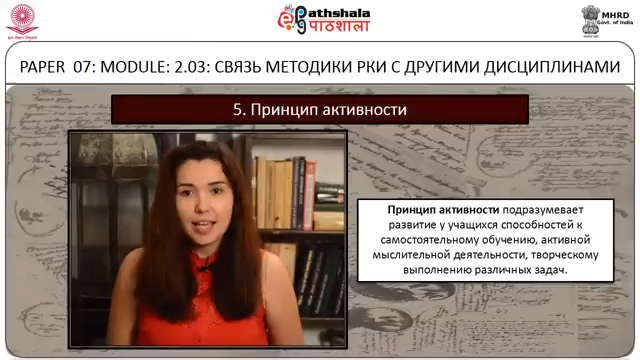 Pathshala
पाठशाला
MHRD
Govt. of India
PAPER 07: MODULE: 2.03: СВЯЗЬ МЕТОДИКИ РКИ С ДРУГИМИ ДИСЦИПЛИНАМИ
5. Принцип активности
Принцип активности подразумевает
развитие у учащихся способностей к
самостоятельному обучению, активной
мыслительной деятельности, творческому
выполнению различных задач.